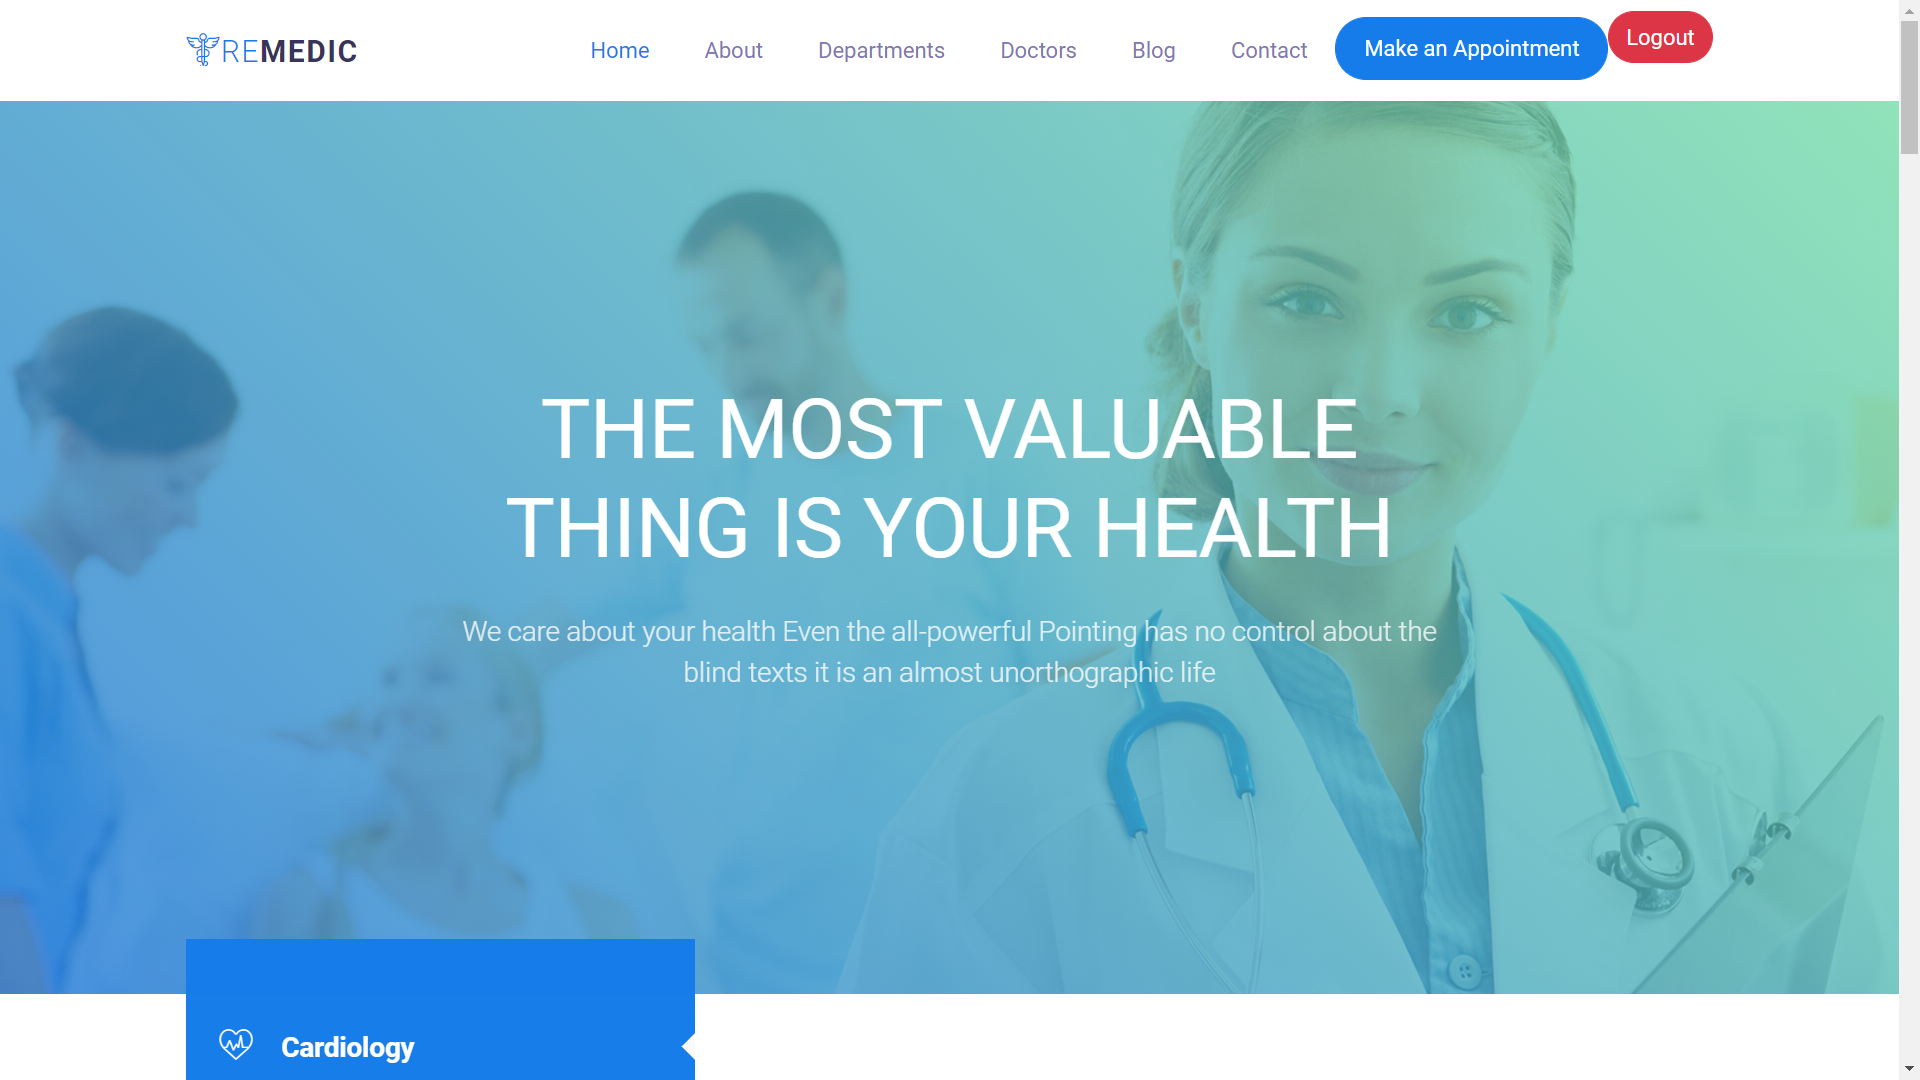 REMEDIC
Home
About
Departments
Doctors
Blog
Contact
Make an Appointment
Logout
THE MOST VALUABLE
THING IS YOUR HEALTH
We care about your health Even the all-powerful Pointing has no control about the
blind texts it is an almost unorthographic life
Cardiology